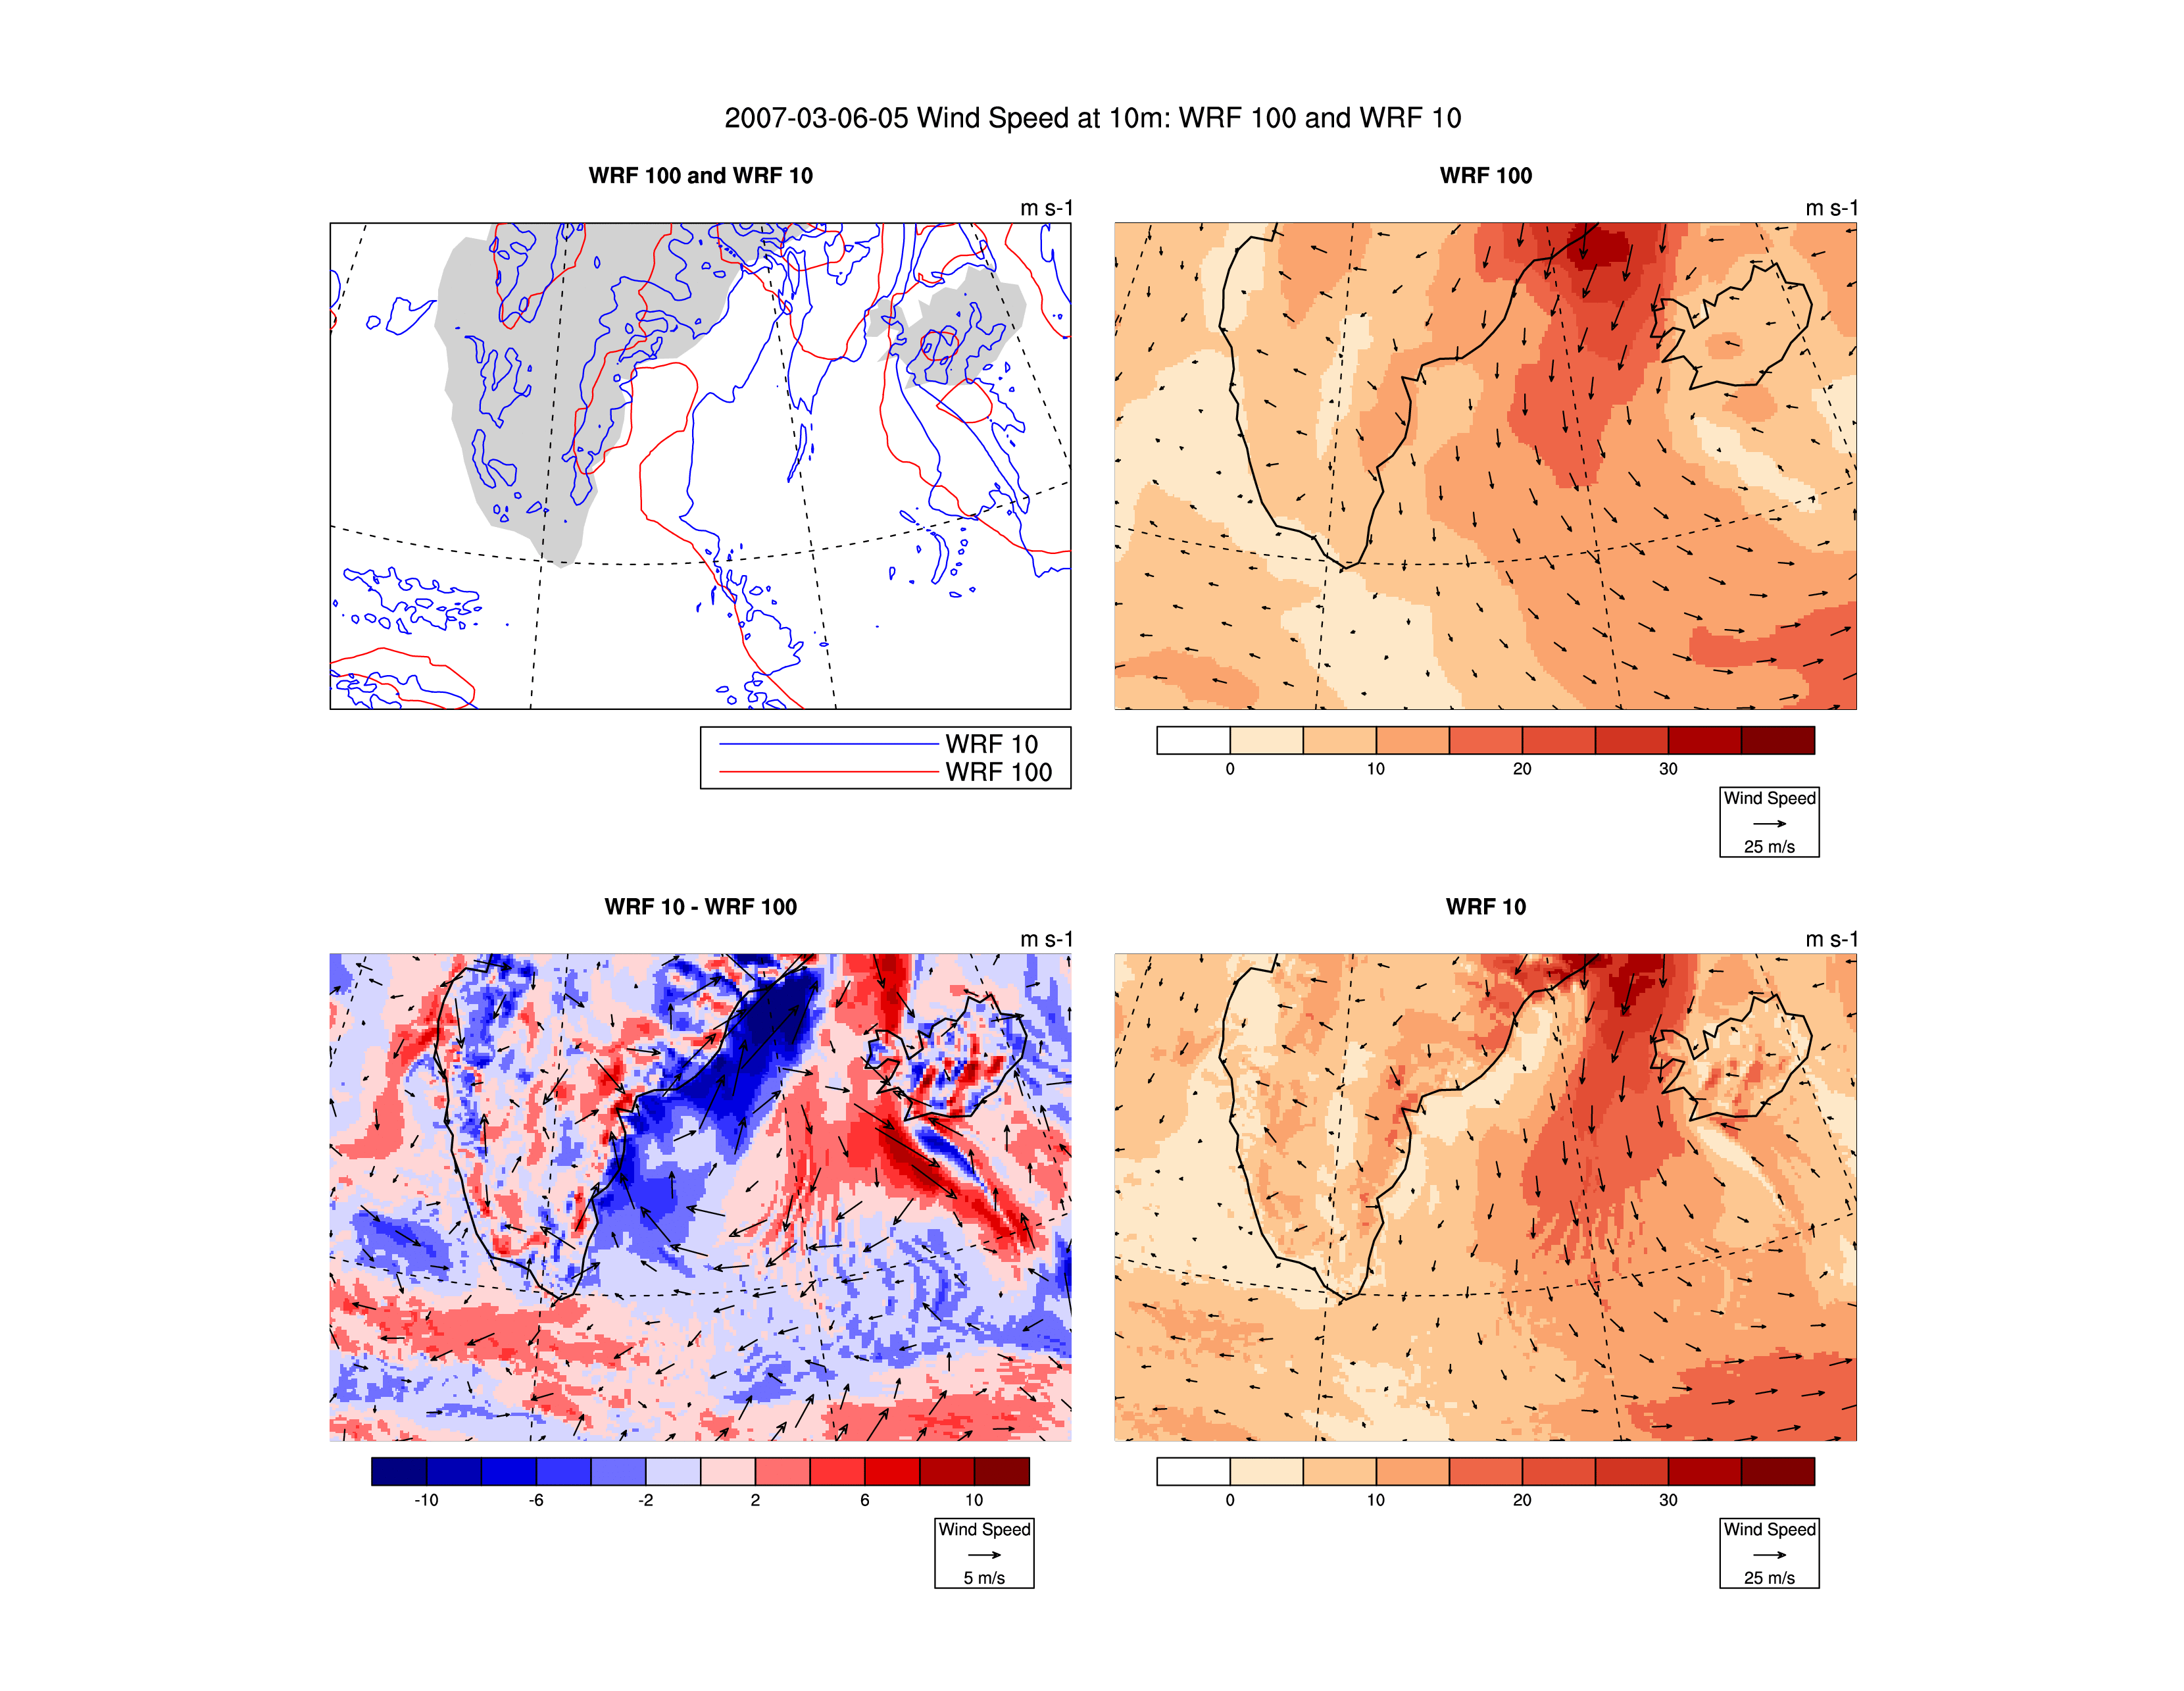 2007-03-06-05 Wind Speed at 10m: WRF 100 and WRF 10
WRF 100 and WRF 10
m s-1
WRF 10
WRF 100
WRF 100
m s-1
0 10 20 30
Wind Speed
25 m/s
WRF 10 - WRF 100
m s-1
-10 -6 -2 2 6 10
Wind Speed
5 m/s
WRF 10
m s-1
0 10 20 30
Wind Speed
25 m/s